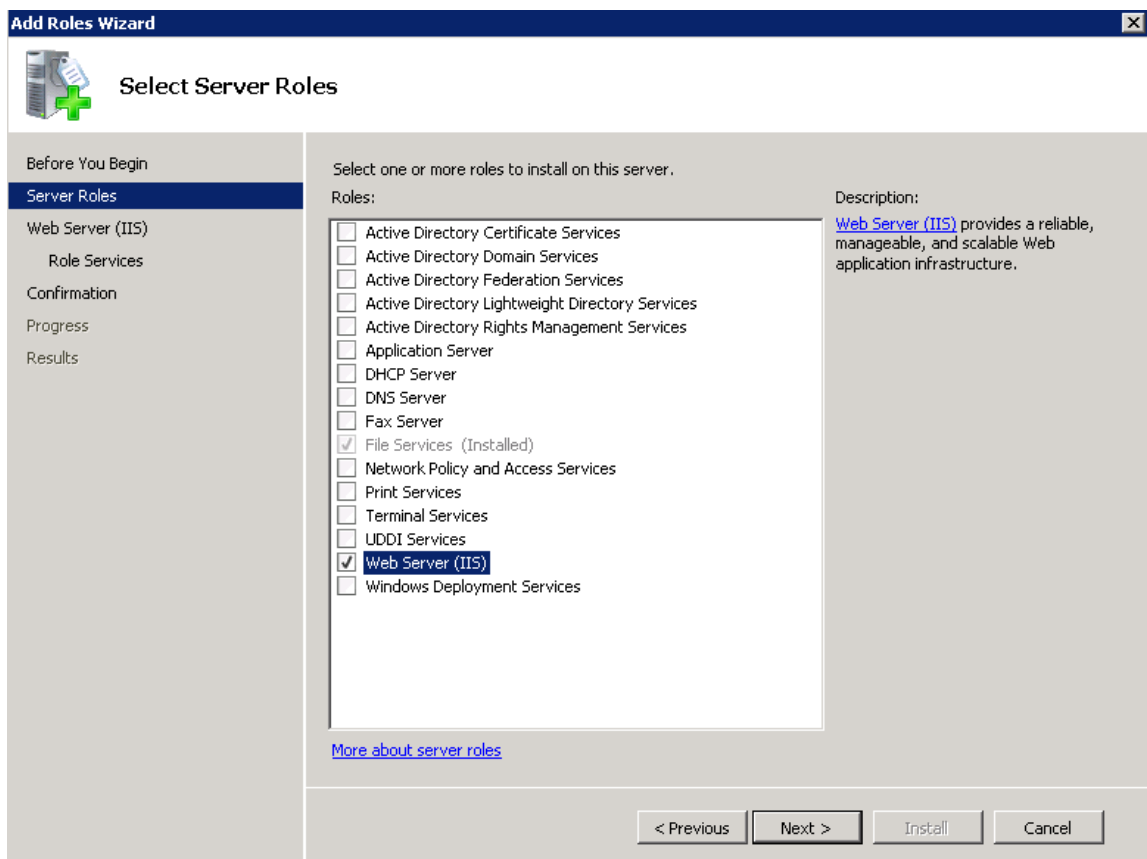 Add Roles Wizard
Select Server Roles
Before You Begin
Server Roles
Web Server (IIS)
Role Services
Confirmation
Progress
Results
Select one or more roles to install on this server.
Roles:
Active Directory Certificate Services
Active Directory Domain Services
Active Directory Federation Services
Active Directory Lightweight Directory Services
Active Directory Rights Management Services
Application Server
DHCP Server
DNS Server
Fax Server
File Services (Installed)
Network Policy and Access Services
Print Services
Terminal Services
UDDI Services
Web Server (IIS)
Windows Deployment Services
More about server roles
Description:
Web Server (IIS) provides a reliable,
manageable, and scalable Web
application infrastructure.
< Previous
Next >
Install
Cancel